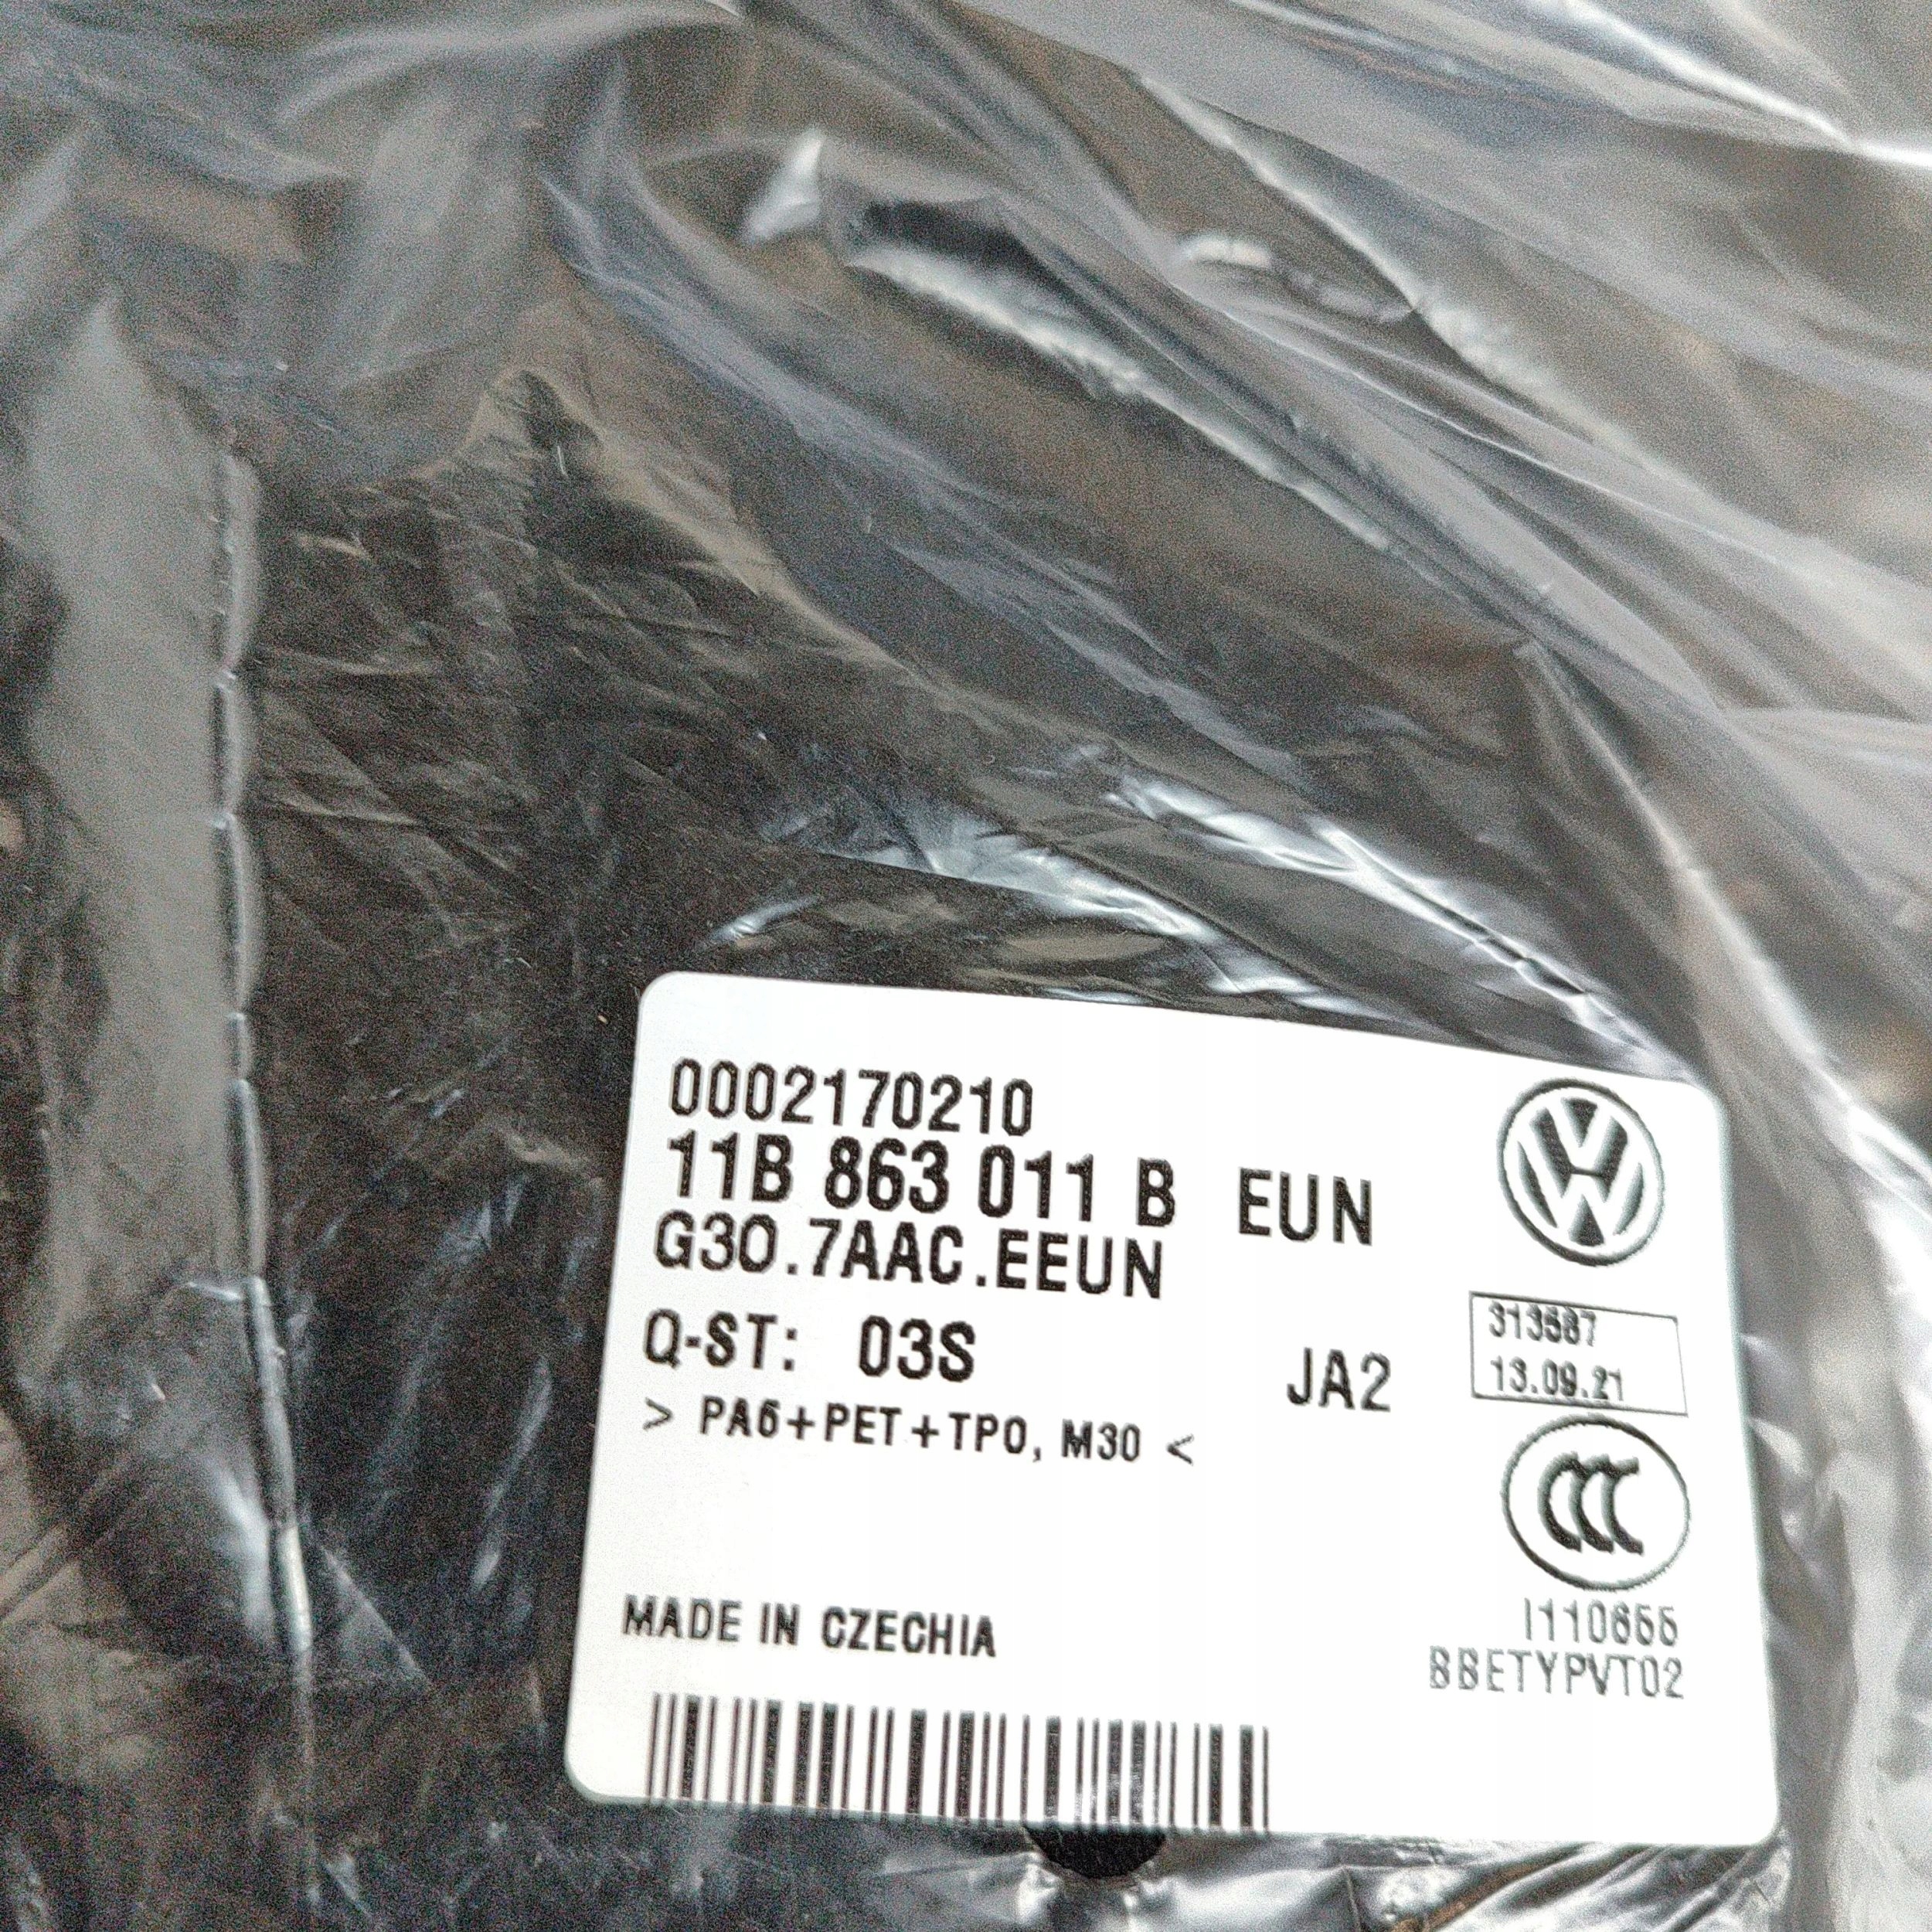 0002170210
11B 863 011 B EUN
G30.7AAC.EEUN
Q-ST: 03S
JA2
313587
13.09.21
> PA6+PET+TPO, M30 <
MADE IN CZECHIA
I110655
BBETYPVT02